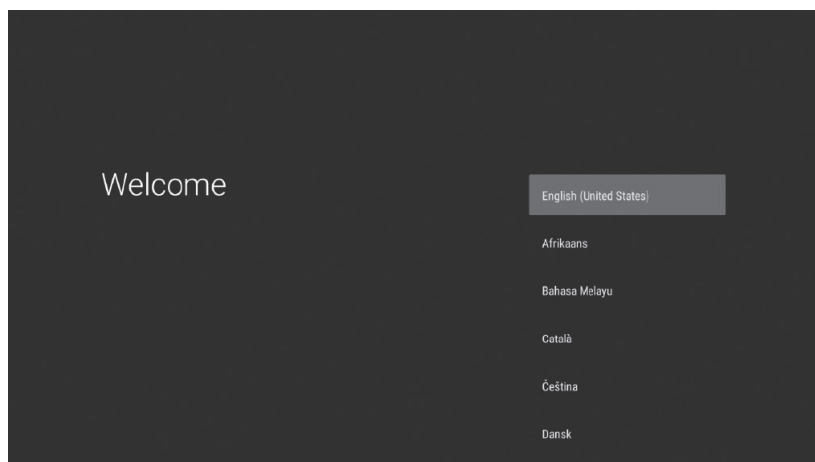 Welcome
English (United States)
Afrikaans
Bahasa Melayu
Català
Čeština
Dansk